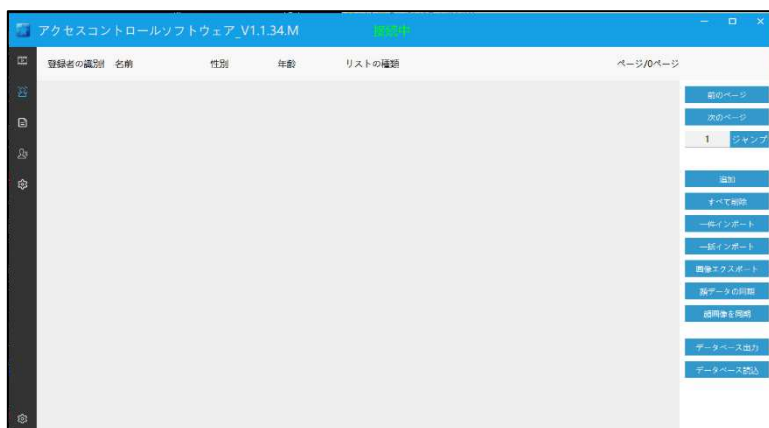 アクセスコントロールソフトウェア_V1.1.34.M 接続中
登録者の識別 名前 性別 年齢 リストの種類 ページ/0ページ
前のページ
次のページ
1 ジャンプ
追加
すべて削除
一件インポート
一括インポート
画像エクスポート
顔データの同期
顔画像を同期
データベース出力
データベース読込